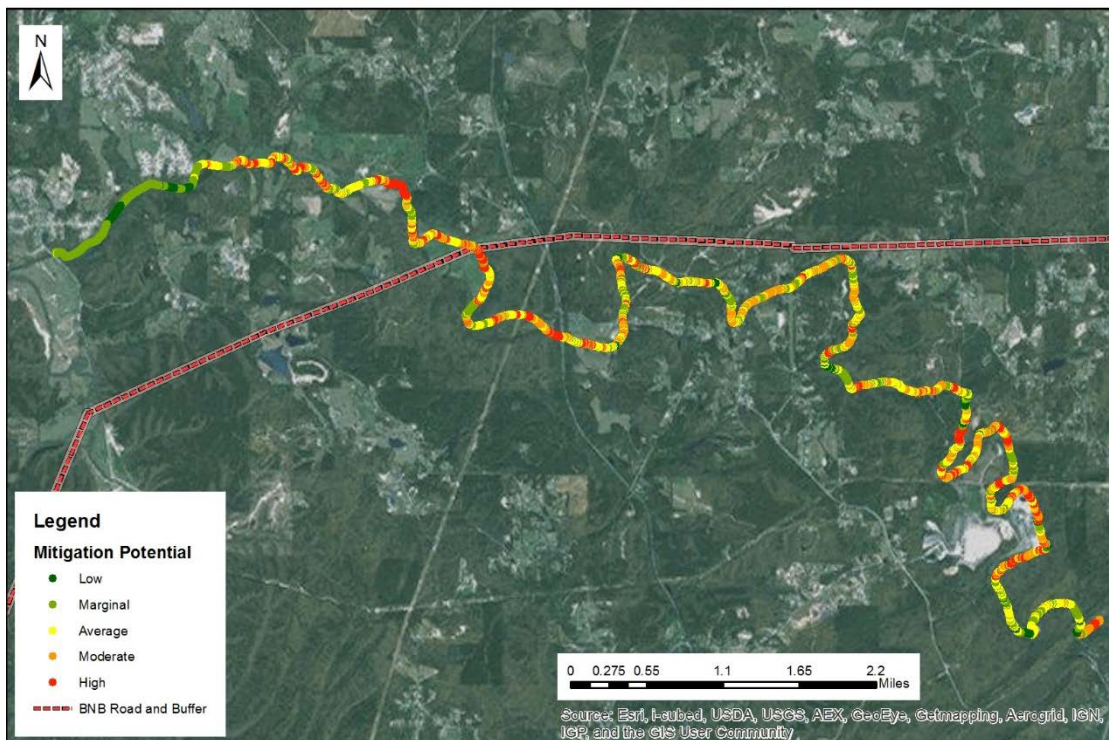 N
Legend
Mitigation Potential
Low
Marginal
Average
Moderate
High
BNB Road and Buffer
0 0.275 0.55 1.1 1.65 2.2
Miles
Source: Esri, i-cubed, USDA, USGS, AEX, GeoEye, Getmapping, Aerogrid, IGN,
IGP, and the GIS User Community